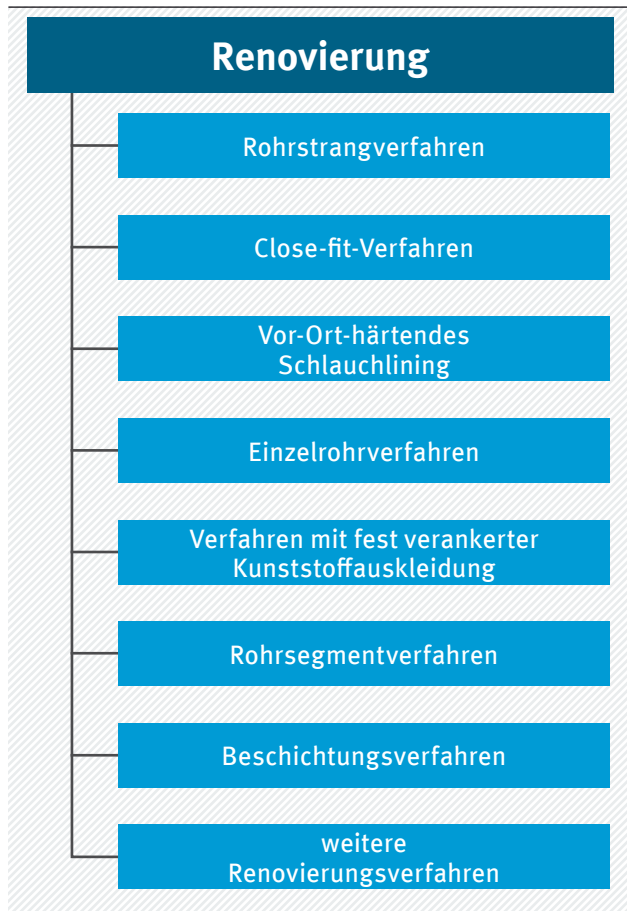 Renovierung
Rohrstrangverfahren
Close-fit-Verfahren
Vor-Ort-härtendes
Schlauchlining
Einzelrohrverfahren
Verfahren mit fest verankerter
Kunststoffauskleidung
Rohrsegmentverfahren
Beschichtungsverfahren
weitere
Renovierungsverfahren